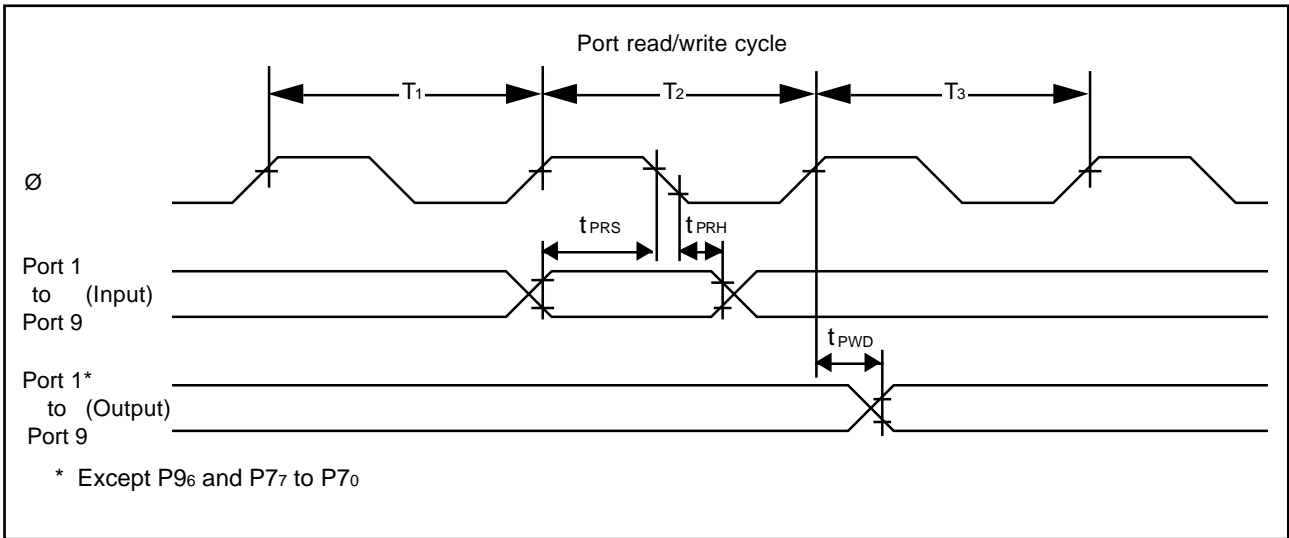 Port read/write cycle
T1 T2 T3
Ø
tPRS tPRH
Port 1
to (Input)
Port 9
tPWD
Port 1*
to (Output)
Port 9
* Except P96 and P77 to P70